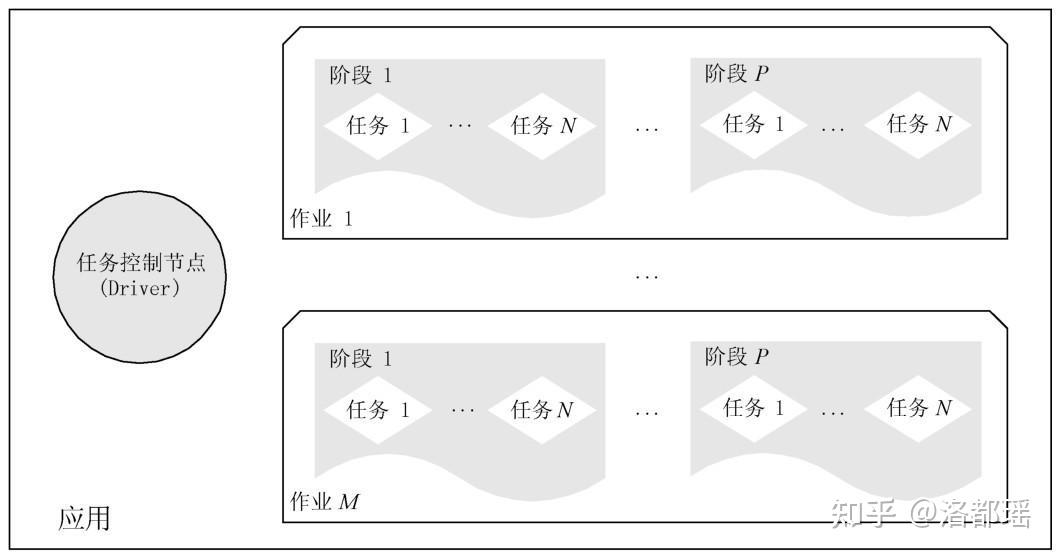 阶段 1
阶段 P
任务 1
···
任务 N
...
任务 1
...
任务 N
作业 1
任务控制节点
(Driver)
...
阶段 1
阶段 P
任务 1
···
任务 N
...
任务 1
...
任务 N
作业 M
应用
知乎 @洛都瑶